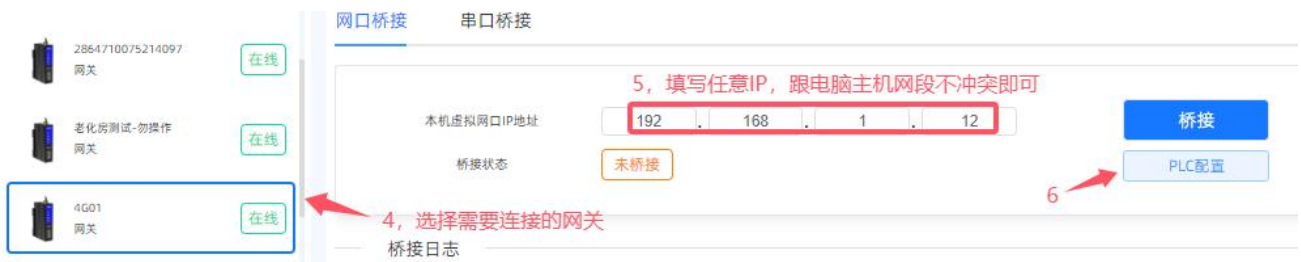 网口桥接 串口桥接
2864710075214097
网关
在线
老化房测试-勿操作
网关
在线
4G01
网关
在线
4，选择需要连接的网关
5，填写任意IP，跟电脑主机网段不冲突即可
本机虚拟网口IP地址 192 . 168 . 1 . 12
桥接
桥接状态 未桥接
PLC配置
6
桥接日志